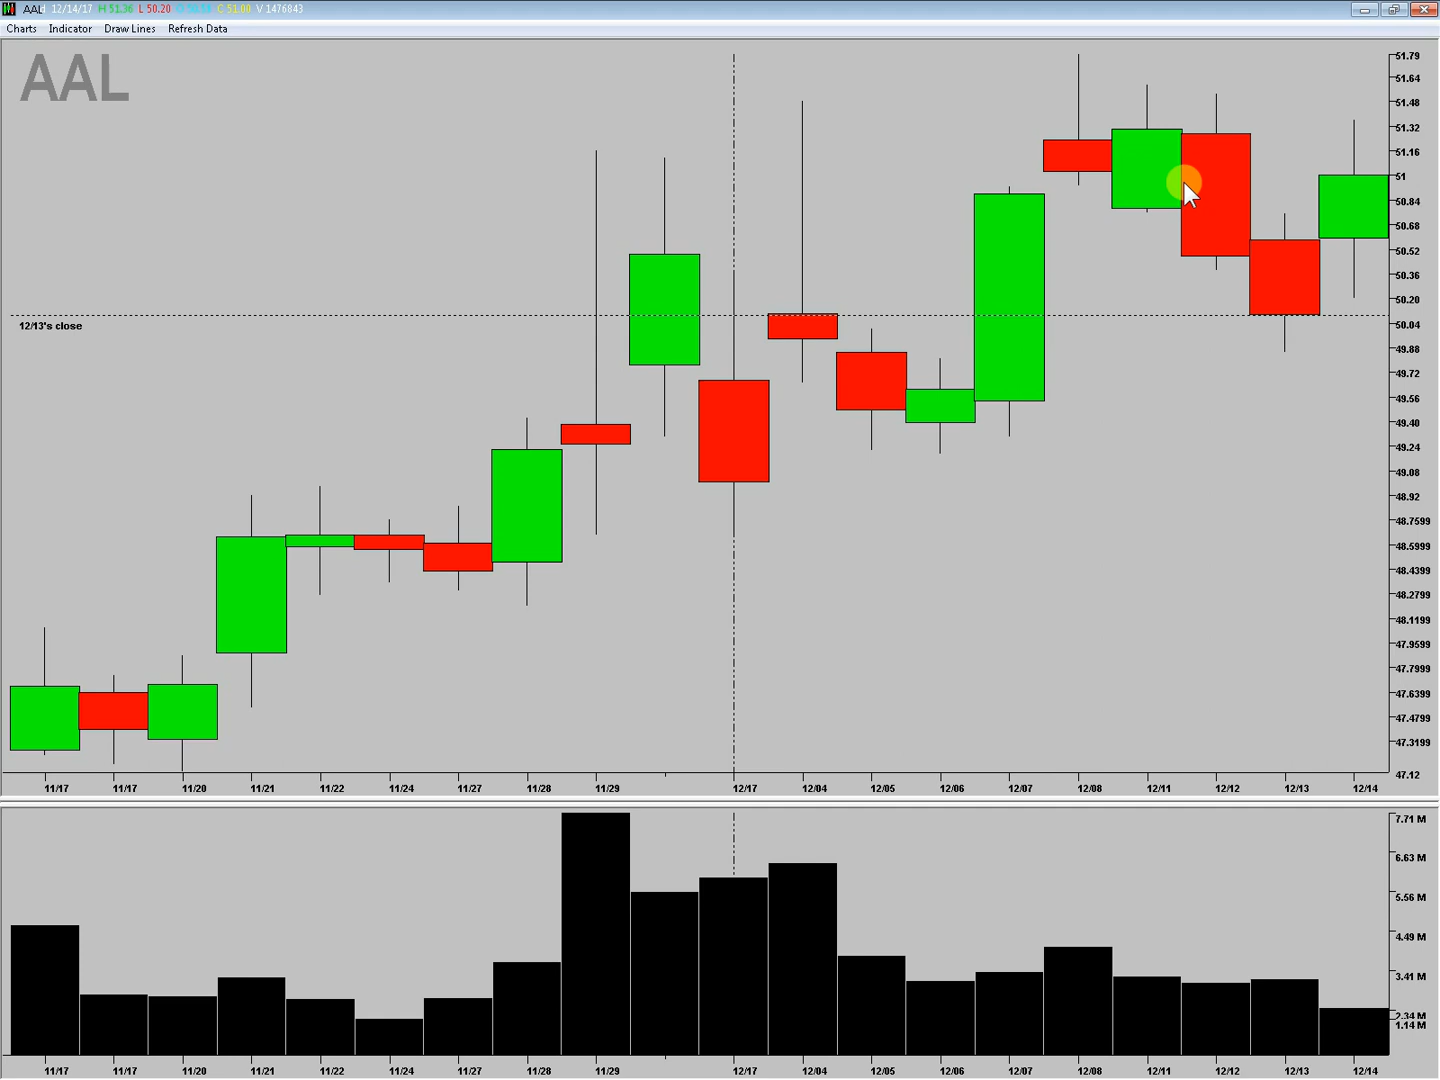 AAL 12/14/17 H 51.36 L 50.20 C 51.00 V 1476843
Charts Indicator Draw Lines Refresh Data
AAL
51.79
51.64
51.48
51.32
51.16
51
50.84
50.68
50.52
50.36
50.20
50.04
49.88
49.72
49.56
49.40
49.24
49.08
48.92
48.7599
48.5999
48.4399
48.2799
48.1199
47.9599
47.7999
47.6399
47.4799
47.3199
47.12
12/13's close
11/17 11/17 11/20 11/21 11/22 11/24 11/27 11/28 11/29 12/17 12/04 12/05 12/06 12/07 12/08 12/11 12/12 12/13 12/14
7.71 M
6.63 M
5.56 M
4.49 M
3.41 M
2.34 M
1.14 M
11/17 11/17 11/20 11/21 11/22 11/24 11/27 11/28 11/29 12/17 12/04 12/05 12/06 12/07 12/08 12/11 12/12 12/13 12/14